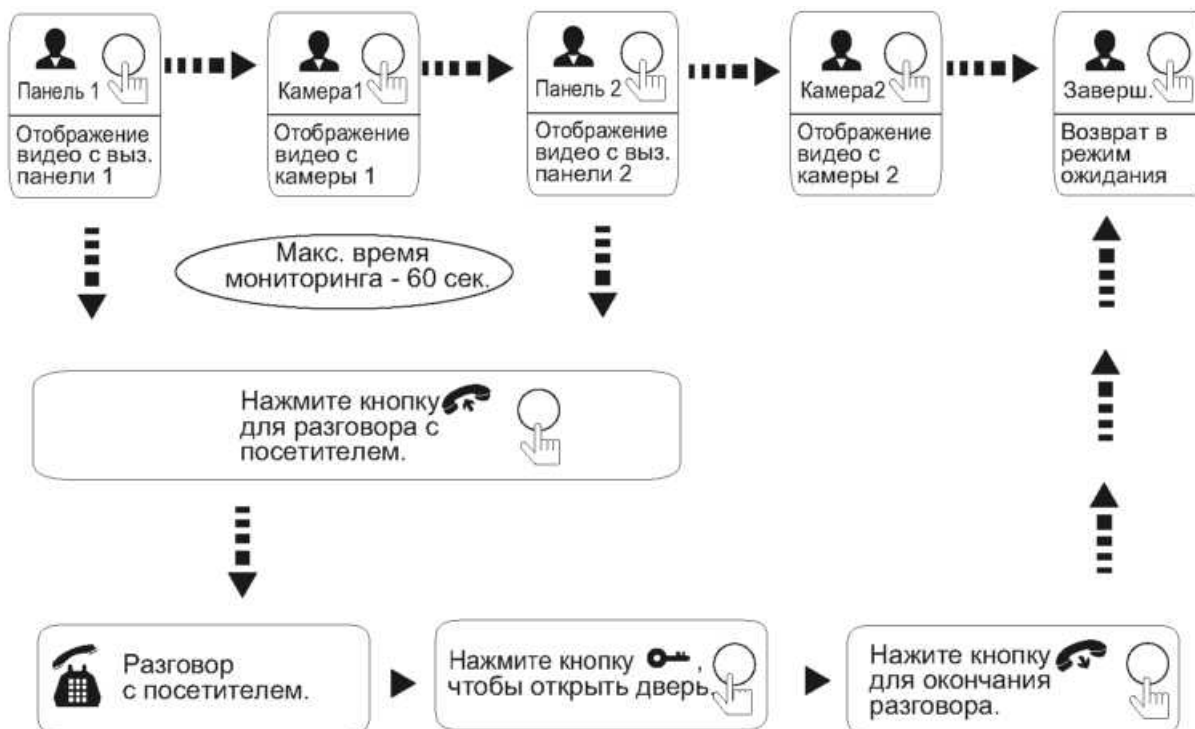 Панель 1
Отображение
видео с выз.
панели 1
Камера1
Отображение
видео с
камеры 1
Панель 2
Отображение
видео с выз.
панели 2
Камера2
Отображение
видео с
камеры 2
Заверш.
Возврат в
режим
ожидания
Макс. время
мониторинга - 60 сек.
Нажмите кнопку
для разговора с
посетителем.
Разговор
с посетителем.
Нажмите кнопку ,
чтобы открыть дверь.
Нажите кнопку
для окончания
разговора.